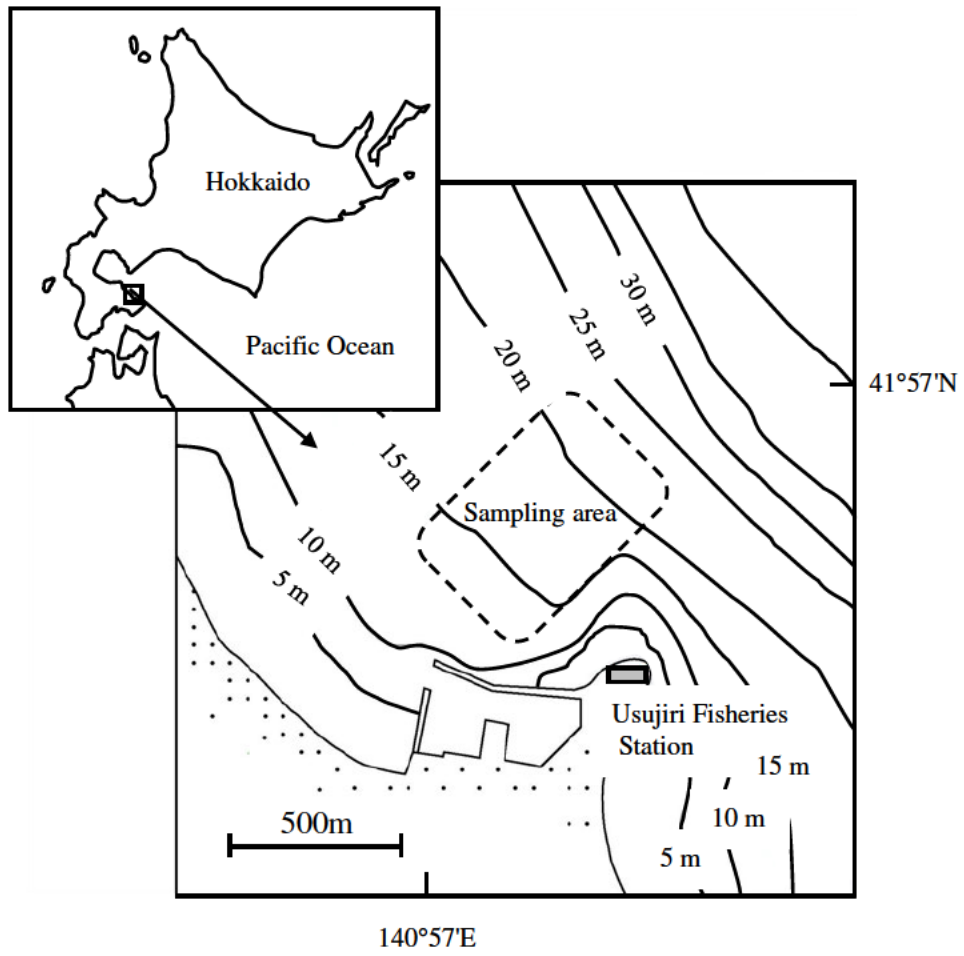 Hokkaido
Pacific Ocean
30 m
25 m
20 m
41°57'N
15 m
Sampling area
10 m
5 m
Usujiri Fisheries
Station
15 m
10 m
5 m
500m
140°57'E